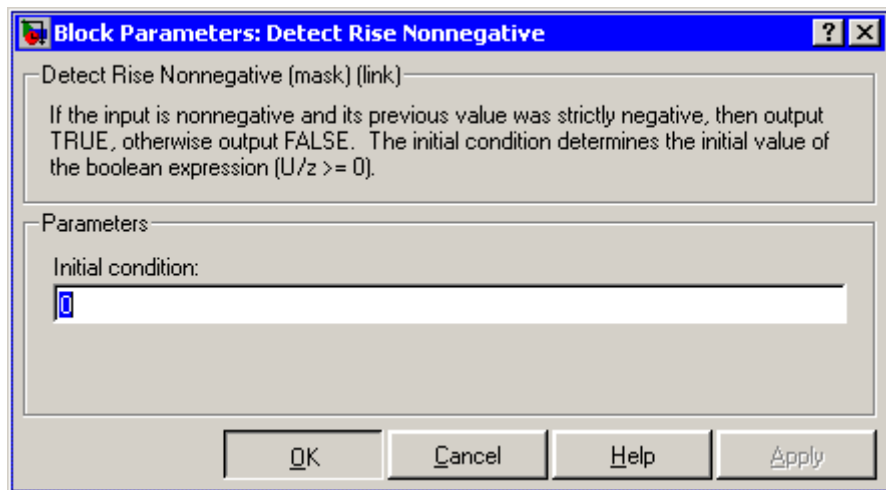 Block Parameters: Detect Rise Nonnegative
Detect Rise Nonnegative (mask) (link)
If the input is nonnegative and its previous value was strictly negative, then output
TRUE, otherwise output FALSE. The initial condition determines the initial value of
the boolean expression (U/z >= 0).
Parameters
Initial condition:
0
OK Cancel Help Apply